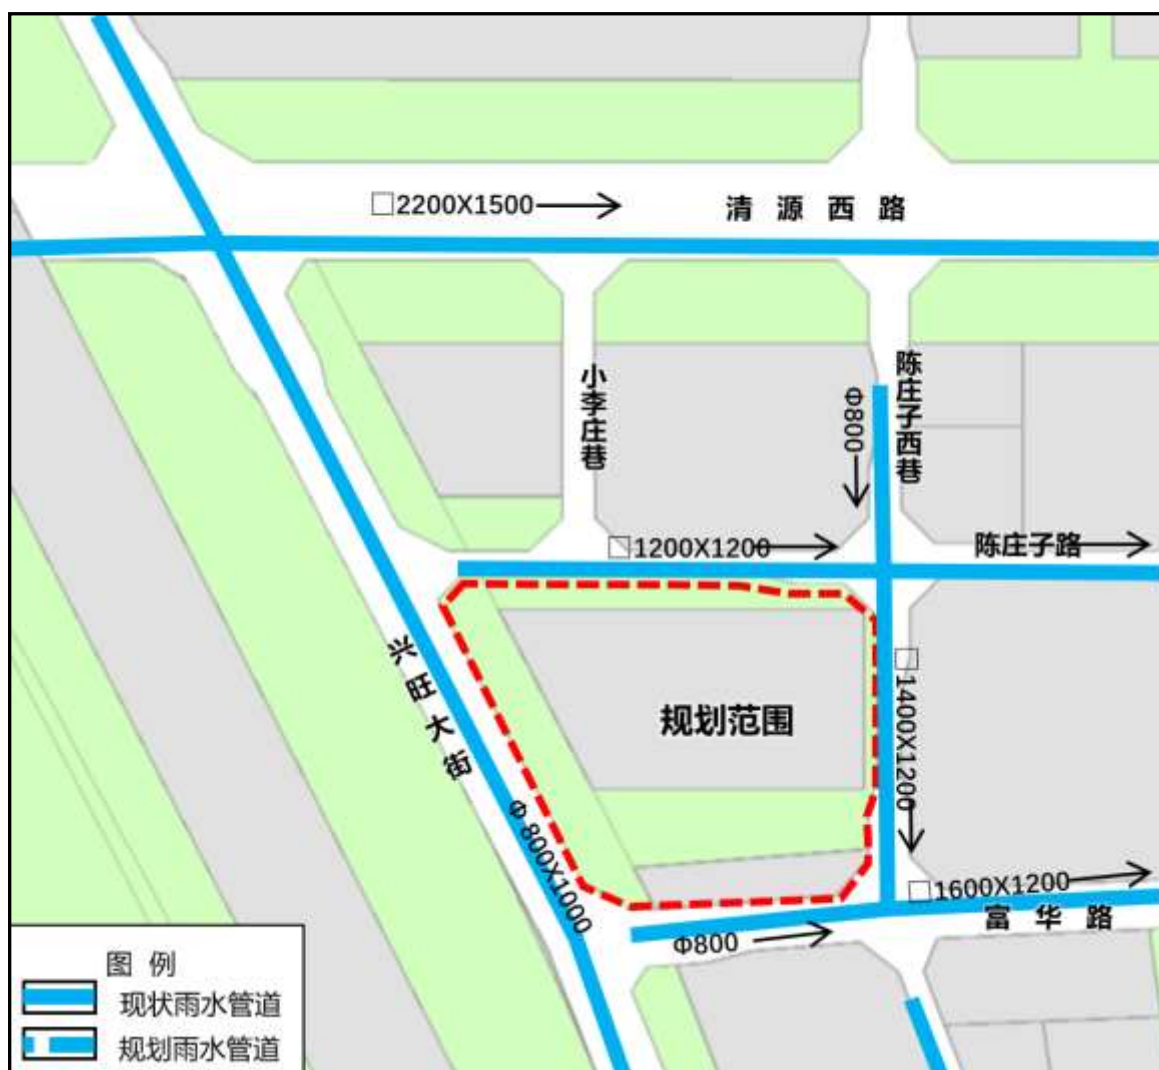 □2200X1500
清源西路
小李庄巷
Φ800
陈庄子西巷
□1200X1200
陈庄子路
兴旺大街
规划范围
□1400X1200
Φ 800X1000
□1600X1200
富华路
Φ800
图例
现状雨水管道
规划雨水管道